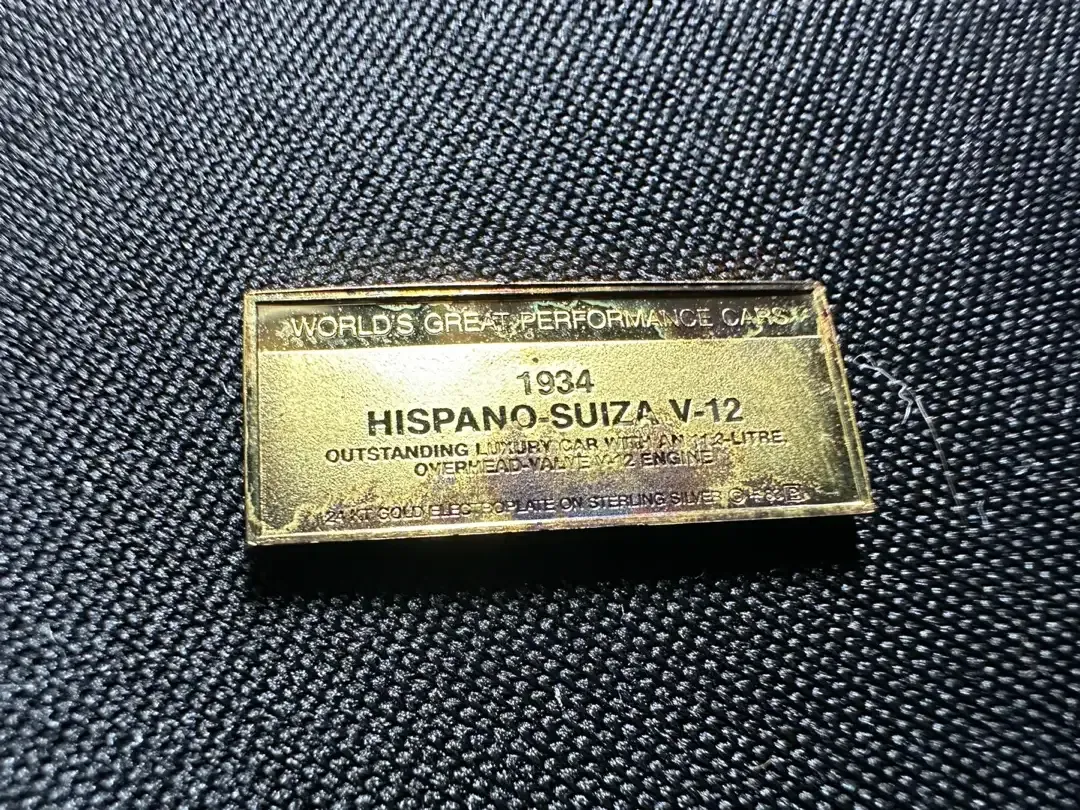 WORLD'S GREAT PERFORMANCE CARS
1934
HISPANO-SUIZA V-12
OUTSTANDING LUXURY CAR WITH AN
OVERHEAD-VALVE V-12 ENGINE
24 KT GOLD ELECTROPLATE ON STERLING SILVER ©